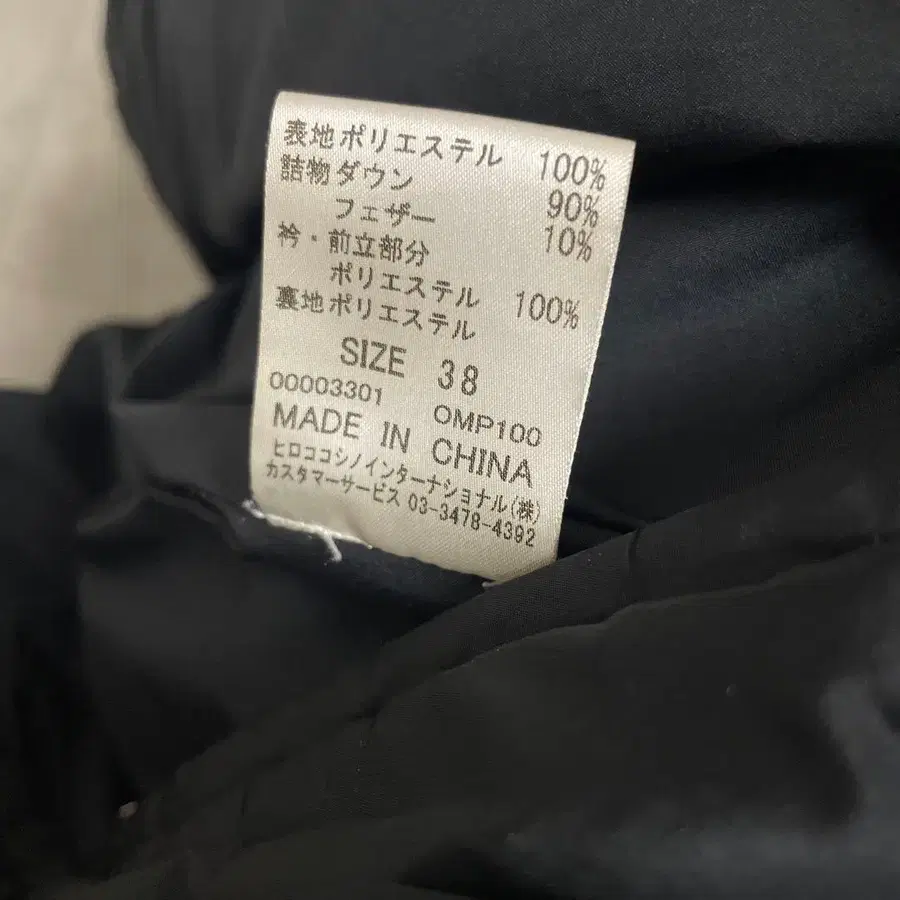 表地ポリエステル 100%
詰物ダウン 90%
フェザー 10%
衿・前立部分
ポリエステル 100%
裏地ポリエステル
SIZE 38
00003301 OMP100
MADE IN CHINA
ヒロココシノインターナショナル(株)
カスタマーサービス 03-3478-4392